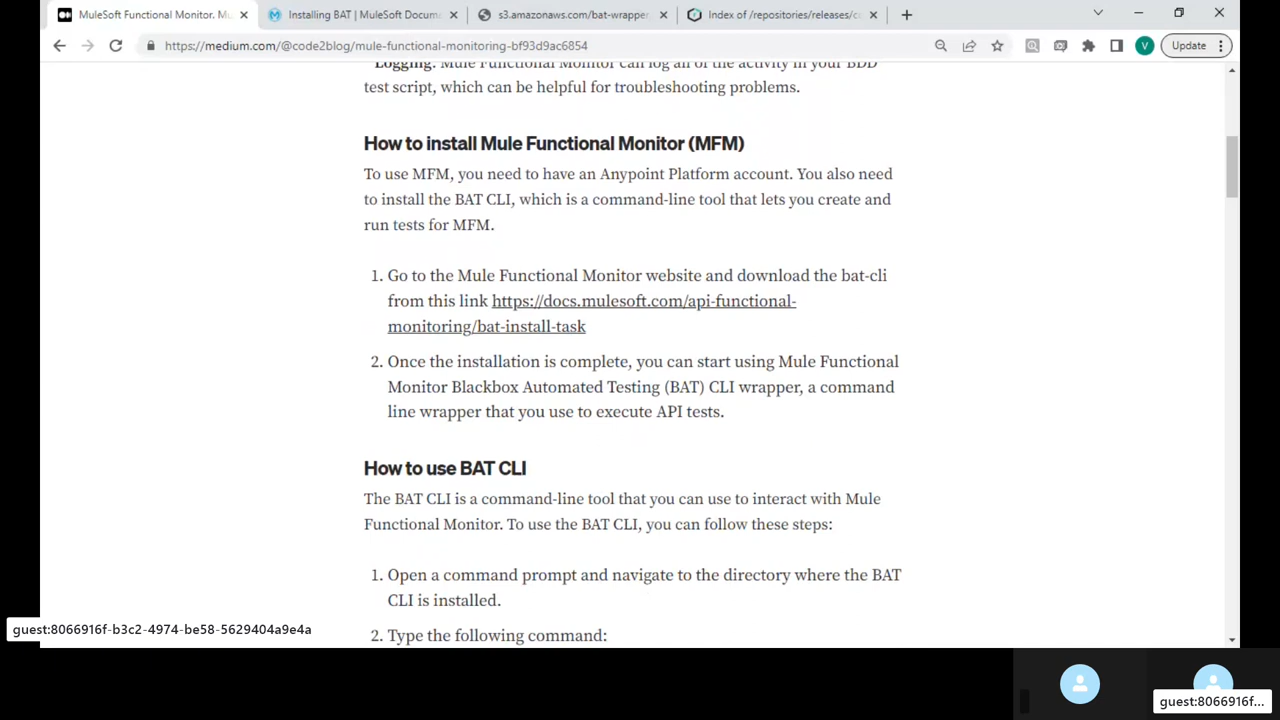 MuleSoft Functional Monitor. Mu
Installing BAT | MuleSoft Docum
s3.amazonaws.com/bat-wrapper
Index of /repositories/releases/c
https://medium.com/@code2blog/mule-functional-monitoring-bf93d9ac6854
V
Update
Logging: Mule Functional Monitor can log all of the activity in your BDD
test script, which can be helpful for troubleshooting problems.
How to install Mule Functional Monitor (MFM)
To use MFM, you need to have an Anypoint Platform account. You also need
to install the BAT CLI, which is a command-line tool that lets you create and
run tests for MFM.
1. Go to the Mule Functional Monitor website and download the bat-cli
from this link https://docs.mulesoft.com/api-functional-
monitoring/bat-install-task
2. Once the installation is complete, you can start using Mule Functional
Monitor Blackbox Automated Testing (BAT) CLI wrapper, a command
line wrapper that you use to execute API tests.
How to use BAT CLI
The BAT CLI is a command-line tool that you can use to interact with Mule
Functional Monitor. To use the BAT CLI, you can follow these steps:
1. Open a command prompt and navigate to the directory where the BAT
CLI is installed.
2. Type the following command:
guest:8066916f-b3c2-4974-be58-5629404a9e4a
guest:8066916f...